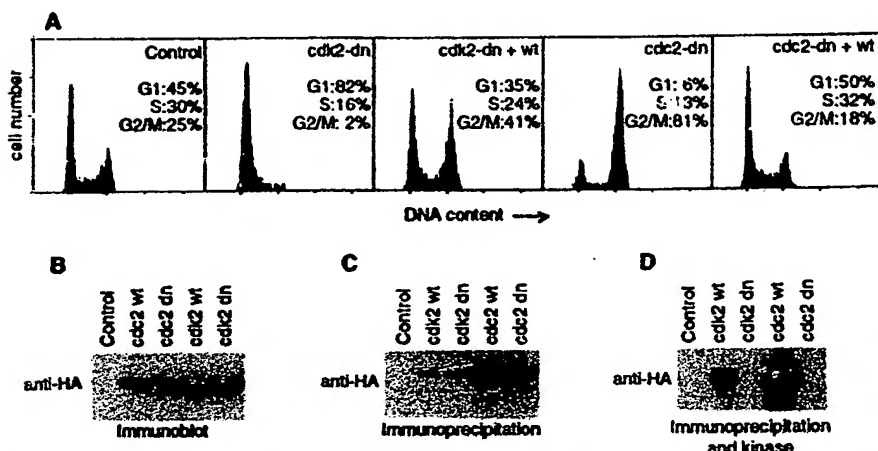 A
Control
G1:45%
S:30%
G2/M:25%
cdk2-dn
G1:82%
S:16%
G2/M: 2%
cdk2-dn + wt
G1:35%
S:24%
G2/M:41%
cdc2-dn
G1: 6%
S:13%
G2/M:81%
cdc2-dn + wt
G1:50%
S:32%
G2/M:18%
cell number
DNA content
B
Control
cdc2 wt
cdc2 dn
cdk2 wt
cdk2 dn
anti-HA
Immunoblot
C
Control
cdk2 wt
cdk2 dn
cdc2 wt
cdc2 dn
anti-HA
Immunoprecipitation
D
Control
cdk2 wt
cdk2 dn
cdc2 wt
cdc2 dn
anti-HA
Immunoprecipitation
and kinase